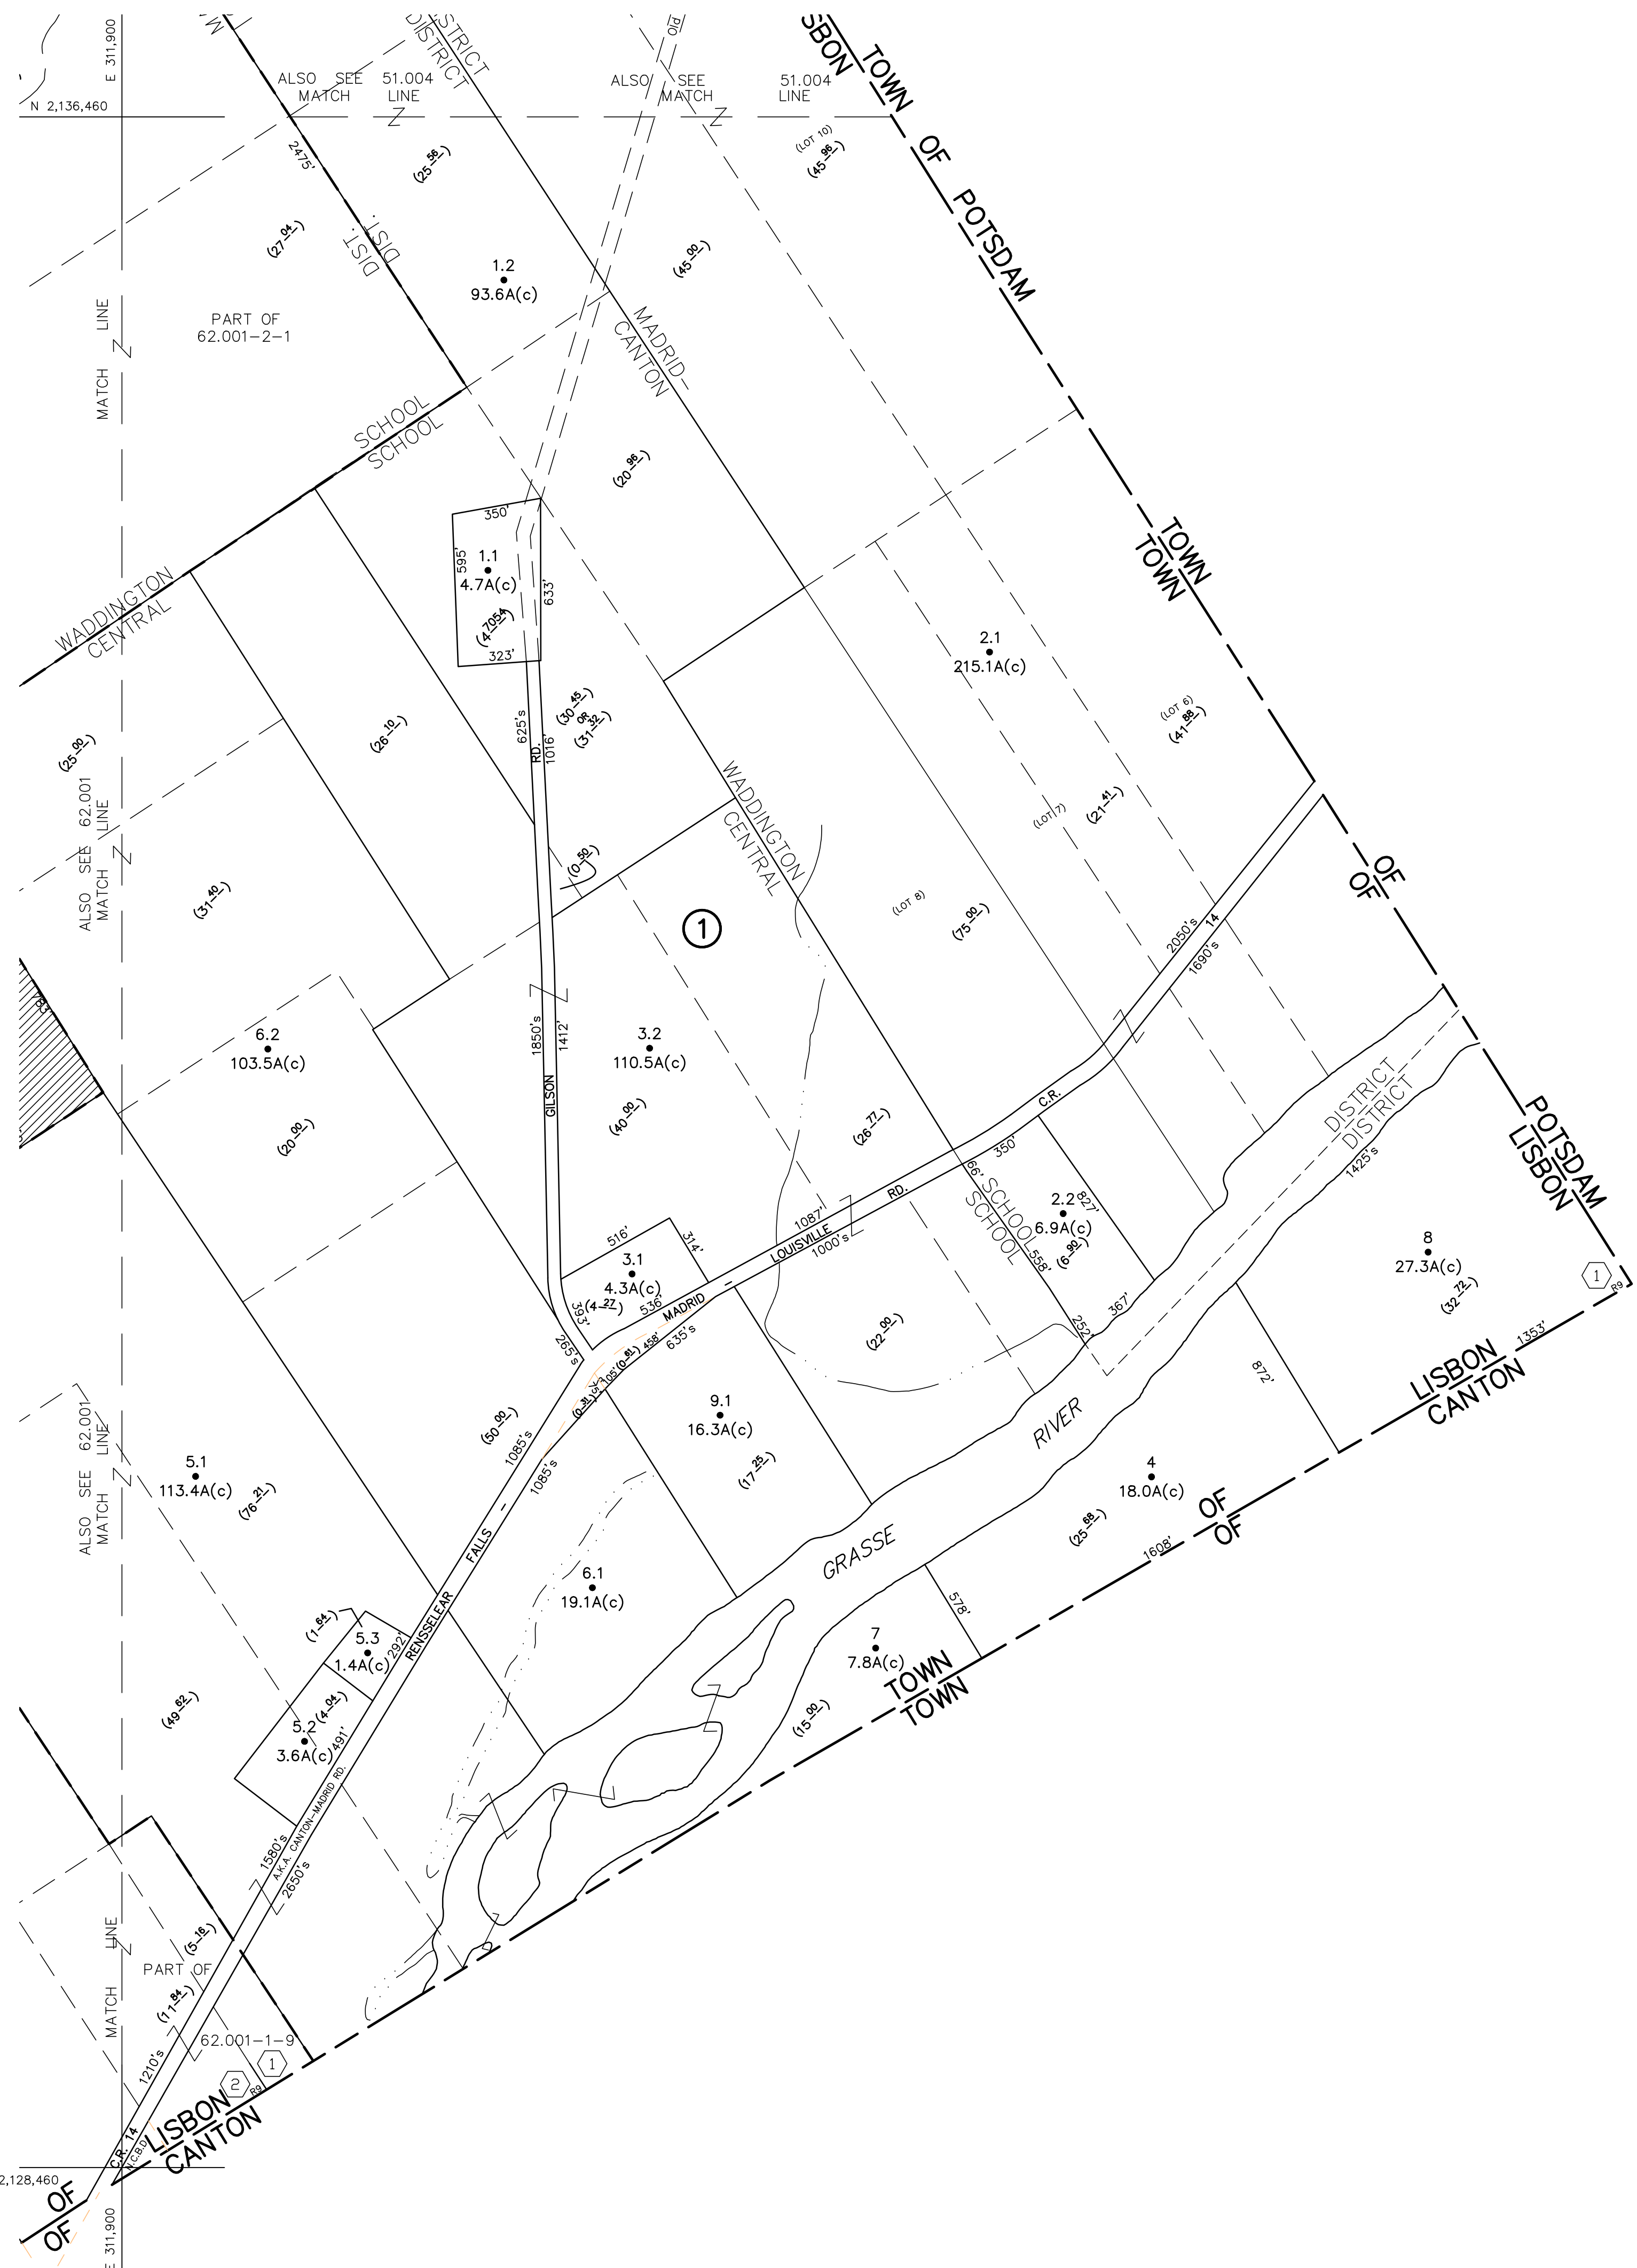 E 311,900
N 2,136,460
ALSO SEE 51.004
MATCH LINE
ALSO SEE 51.004
MATCH LINE
STRICT
DISTRICT
Old
SBON
TOWN OF POTSDAM
2475'
(25 56)
(LOT 10)
(45 96)
(27 04)
DIST.
DIST.
1.2
93.6A(c)
(45 00)
PART OF
62.001-2-1
MATCH LINE
MADRID-
CANTON
SCHOOL
SCHOOL
(20 96)
350'
595'
1.1
4.7A(c)
633'
(4 7054)
323'
WADDINGTON
CENTRAL
TOWN
TOWN
2.1
215.1A(c)
(LOT 6)
(41 88)
(25 00)
(26 10)
625's
RD.
1016'
(30 45)
OR
(31 32)
ALSO SEE 62.001
MATCH LINE
WADDINGTON
CENTRAL
(LOT 7)
(21 41)
(0 50)
(31 40)
1
(LOT 8)
(75 00)
OF
OF
2050's
14
1690's
783'
6.2
103.5A(c)
1850's
1412'
GILSON
3.2
110.5A(c)
(40 00)
(20 00)
(26 77)
C.R.
350'
DISTRICT
DISTRICT
1425's
POTSDAM
LISBON
66'
SCHOOL
SCHOOL
2.2
6.9A(c)
(6 90)
827'
558'
516'
314'
3.1
4.3A(c)
(4 27)
393'
536'
1087'
RD.
LOUISVILLE
1000's
MADRID -
265's
635's
458'
(0 61)
105'
(0 31)
(22 00)
252'
367'
8
27.3A(c)
(32 72)
1
R9
1353'
LISBON
CANTON
872'
9.1
16.3A(c)
(17 25)
(50 00)
1085's
1085's
RIVER
GRASSE
4
18.0A(c)
(25 68)
1608'
OF
OF
ALSO SEE 62.001
MATCH LINE
5.1
113.4A(c)
(76 21)
FALLS -
RENSSELEAR
6.1
19.1A(c)
578'
7
7.8A(c)
(15 00)
TOWN
TOWN
(1 64)
5.3
1.4A(c)
292'
(4 04)
5.2
3.6A(c)
491'
(49 62)
A.K.A. CANTON-MADRID RD.
1580's
2650's
MATCH LINE
(5 16)
PART OF
(11 84)
62.001-1-9
1210's
1
2
R9
LISBON
CANTON
C.R. 14
N.C.B.D.
2,128,460
OF
OF
E 311,900